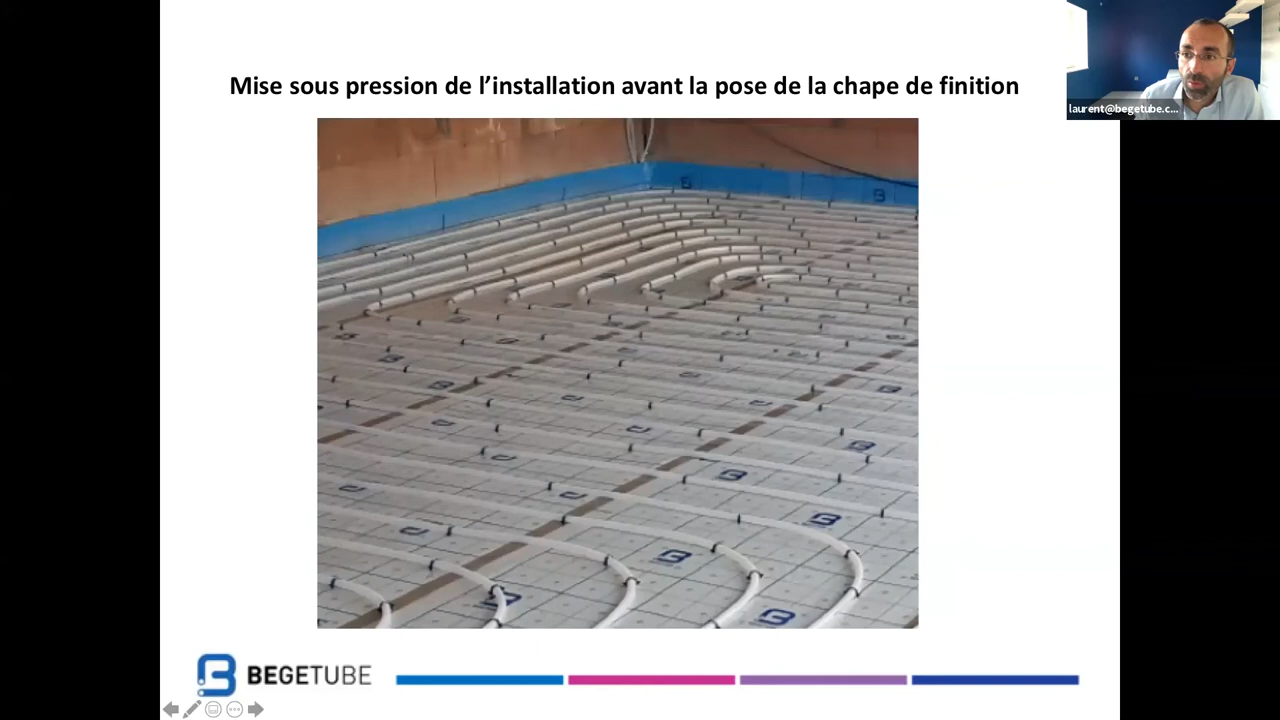 Mise sous pression de l’installation avant la pose de la chape de finition
laurent@begetube.c...
BEGETUBE